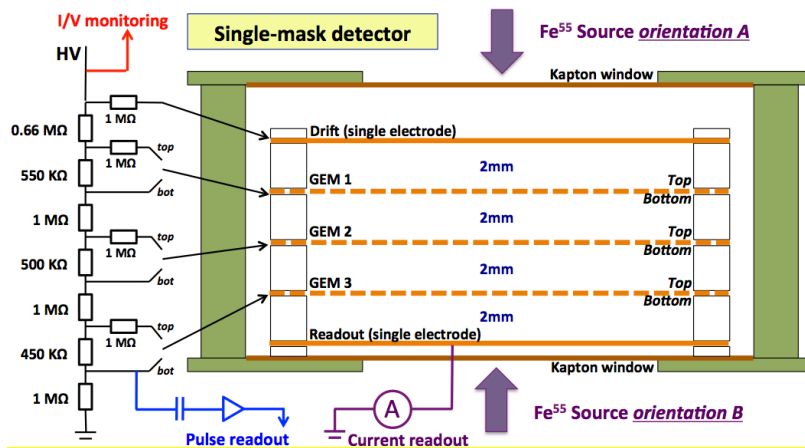 I/V monitoring
Single-mask detector
Fe55 Source orientation A
HV
Kapton window
1 MΩ
0.66 MΩ
Drift (single electrode)
top
1 MΩ
550 KΩ
2mm
bot
GEM 1
Top
Bottom
1 MΩ
2mm
top
1 MΩ
GEM 2
Top
Bottom
500 KΩ
bot
2mm
1 MΩ
GEM 3
Top
Bottom
top
1 MΩ
2mm
450 KΩ
Readout (single electrode)
bot
Kapton window
1 MΩ
A
Fe55 Source orientation B
Pulse readout
Current readout